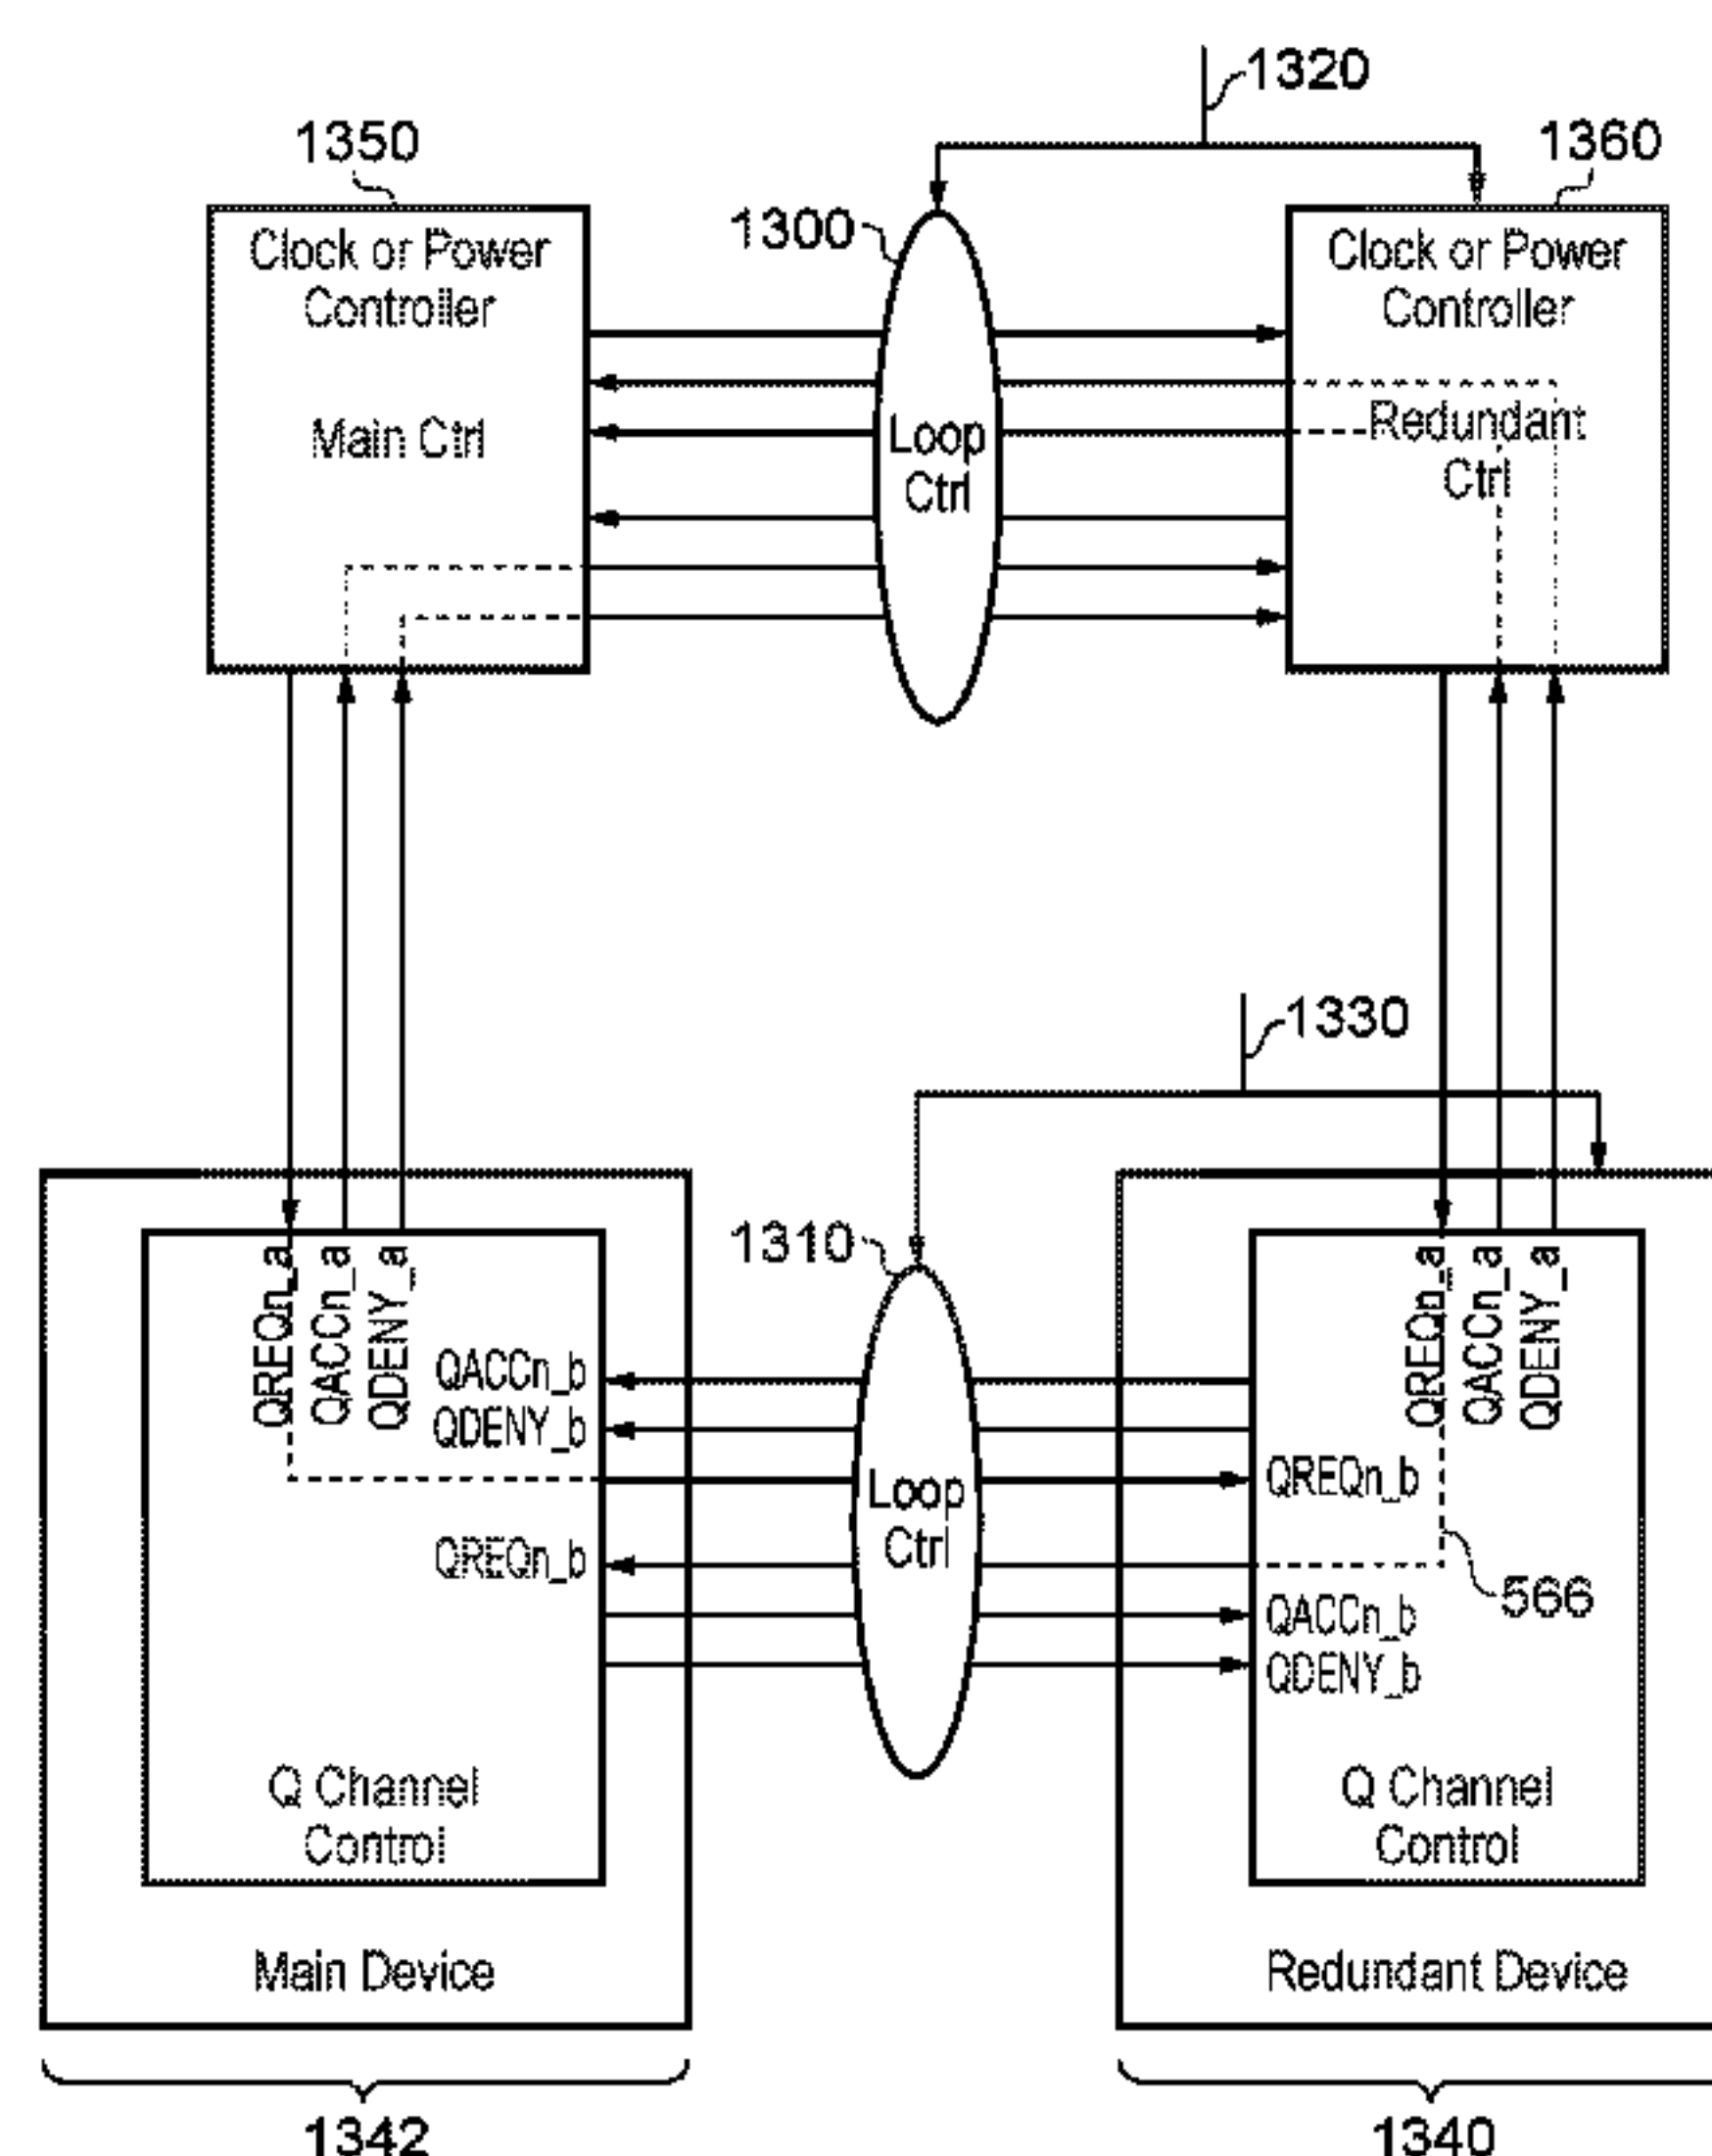 1320
1350
1360
1300
Clock or Power
Controller
Main Ctrl
Loop
Ctrl
Clock or Power
Controller
Redundant
Ctrl
1330
1310
QREQn_a
QACCn_a
QDENY_a
QACCn_b
QDENY_b
QREQn_b
Loop
Ctrl
QREQn_a
QACCn_a
QDENY_a
QREQn_b
566
QACCn_b
QDENY_b
Q Channel
Control
Q Channel
Control
Main Device
Redundant Device
1342
1340